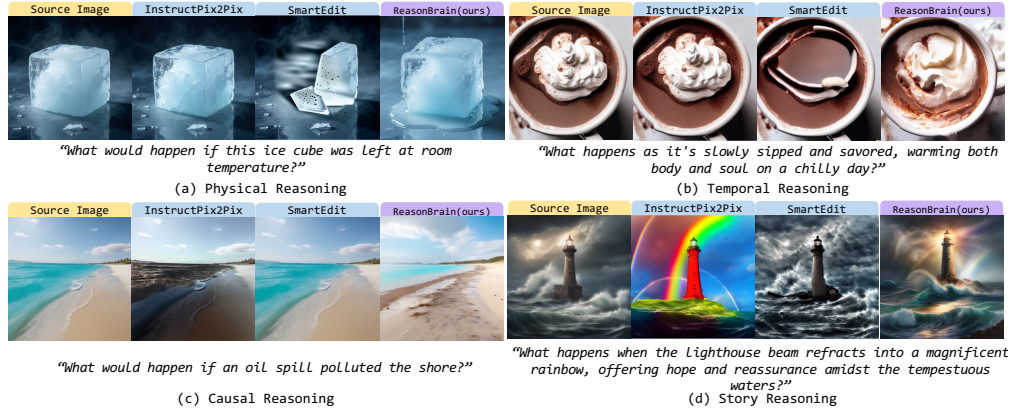 Source Image InstructPix2Pix SmartEdit ReasonBrain(ours)
“What would happen if this ice cube was left at room
temperature?”
(a) Physical Reasoning
Source Image InstructPix2Pix SmartEdit ReasonBrain(ours)
“What happens as it's slowly sipped and savored, warming both
body and soul on a chilly day?”
(b) Temporal Reasoning
Source Image InstructPix2Pix SmartEdit ReasonBrain(ours)
“What would happen if an oil spill polluted the shore?”
(c) Causal Reasoning
Source Image InstructPix2Pix SmartEdit ReasonBrain(ours)
“What happens when the lighthouse beam refracts into a magnificent
rainbow, offering hope and reassurance amidst the tempestuous
waters?”
(d) Story Reasoning